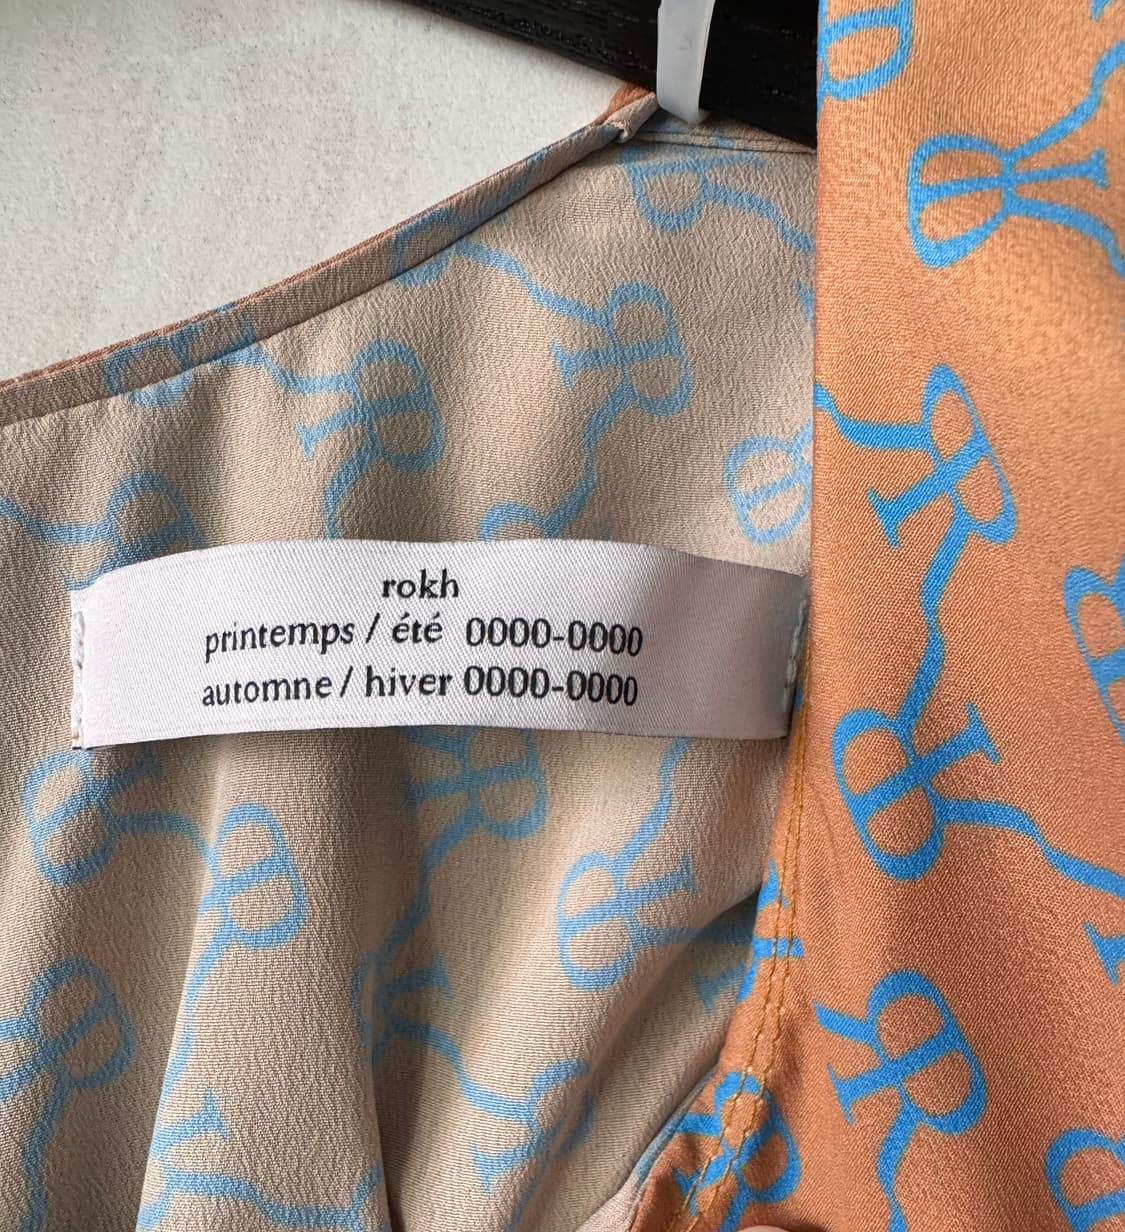 rokh
printemps / été 0000-0000
automne / hiver 0000-0000